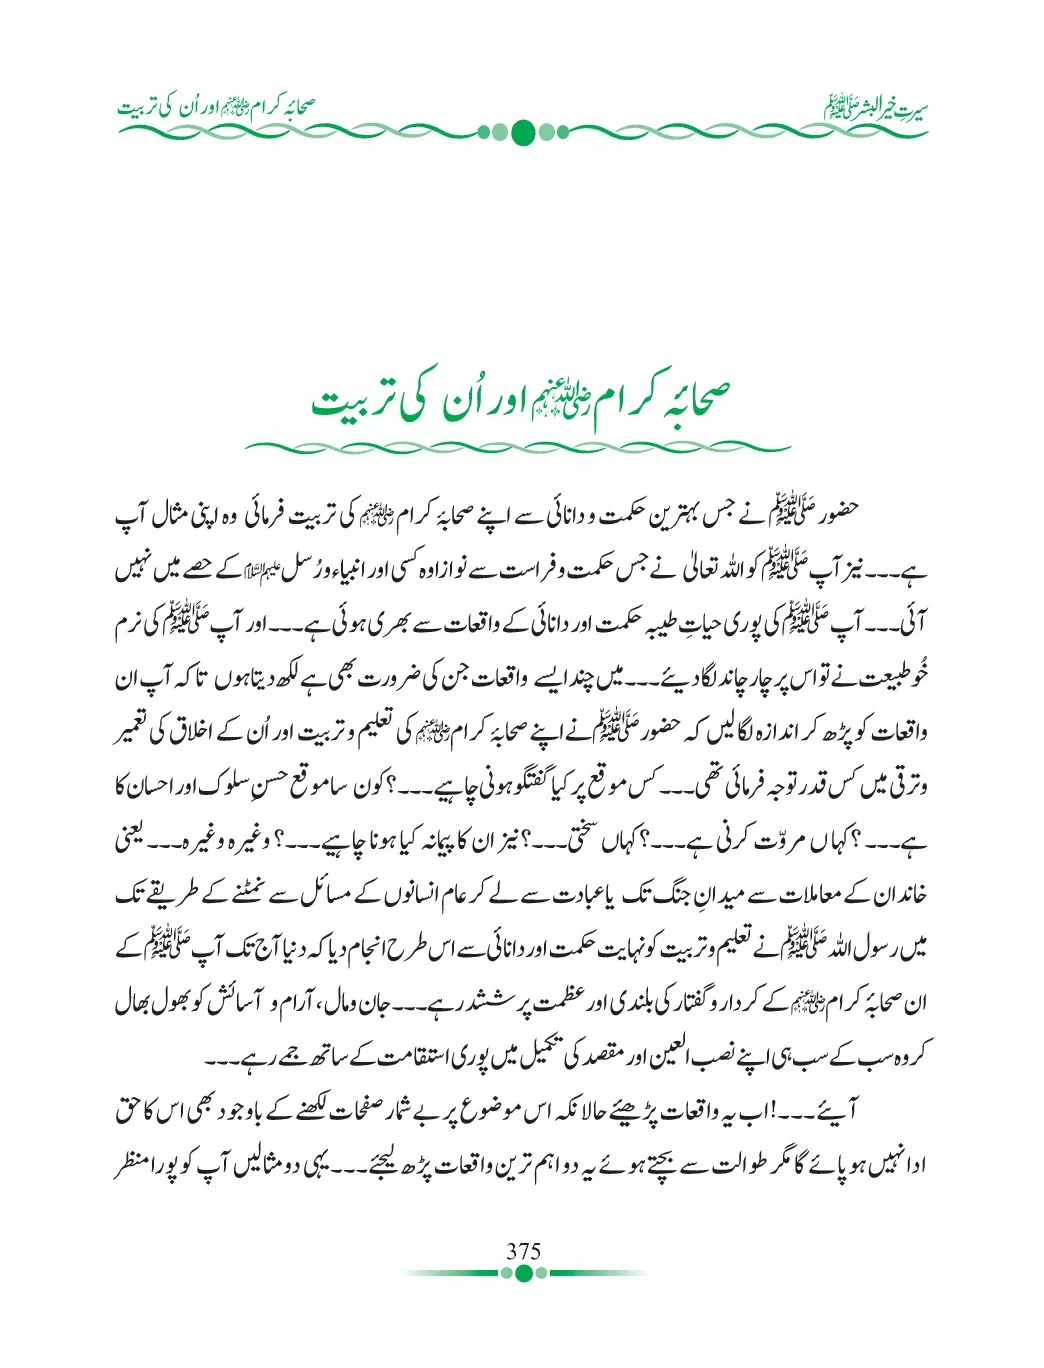 سیرتِ خیر البشر ﷺ
صحابۂ کرام رضی اللہ عنہم اور اُن کی تربیت
صحابۂ کرام رضی اللہ عنہم اور اُن کی تربیت
حضور ﷺ نے جس بہترین حکمت و دانائی سے اپنے صحابۂ کرام رضی اللہ عنہم کی تربیت فرمائی وہ اپنی مثال آپ
ہے۔۔۔ نیز آپ ﷺ کو اللہ تعالیٰ نے جس حکمت و فراست سے نوازا وہ کسی اور انبیاء و رُسل علیہم السلام کے حصے میں نہیں
آئی۔۔۔ آپ ﷺ کی پوری حیاتِ طیبہ حکمت اور دانائی کے واقعات سے بھری ہوئی ہے۔۔۔ اور آپ ﷺ کی نرم
خُو طبیعت نے تو اس پر چار چاند لگا دیئے۔۔۔ میں چند ایسے واقعات جن کی ضرورت بھی ہے لکھ دیتا ہوں تاکہ آپ ان
واقعات کو پڑھ کر اندازہ لگا لیں کہ حضور ﷺ نے اپنے صحابۂ کرام رضی اللہ عنہم کی تعلیم و تربیت اور اُن کے اخلاق کی تعمیر
و ترقی میں کس قدر توجہ فرمائی تھی۔۔۔ کس موقع پر کیا گفتگو ہونی چاہیے۔۔۔؟ کون سا موقع حسنِ سلوک اور احسان کا
ہے۔۔۔؟ کہاں مروّت کرنی ہے۔۔۔؟ کہاں سختی۔۔۔؟ نیز ان کا پیمانہ کیا ہونا چاہیے۔۔۔؟ وغیرہ وغیرہ۔۔۔ یعنی
خاندان کے معاملات سے میدانِ جنگ تک یا عبادت سے لے کر عام انسانوں کے مسائل سے نمٹنے کے طریقے تک
میں رسول اللہ ﷺ نے تعلیم و تربیت کو نہایت حکمت اور دانائی سے اس طرح انجام دیا کہ دنیا آج تک آپ ﷺ کے
ان صحابۂ کرام رضی اللہ عنہم کے کردار و گفتار کی بلندی اور عظمت پر ششدر ہے۔۔۔ جان و مال، آرام و آسائش کو بھول بھال
کر وہ سب کے سب ہی اپنے نصب العین اور مقصد کی تکمیل میں پوری استقامت کے ساتھ جمے رہے۔۔۔
آیئے۔۔۔! اب یہ واقعات پڑھیئے حالانکہ اس موضوع پر بے شمار صفحات لکھنے کے باوجود بھی اس کا حق
ادا نہیں ہو پائے گا مگر طوالت سے بچتے ہوئے یہ دو اہم ترین واقعات پڑھ لیجئے۔۔۔ یہی دو مثالیں آپ کو پورا منظر
375